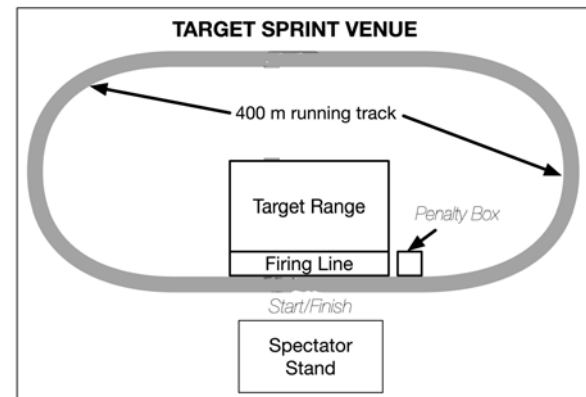 TARGET SPRINT VENUE
400 m running track
Target Range
Penalty Box
Firing Line
Start/Finish
Spectator
Stand